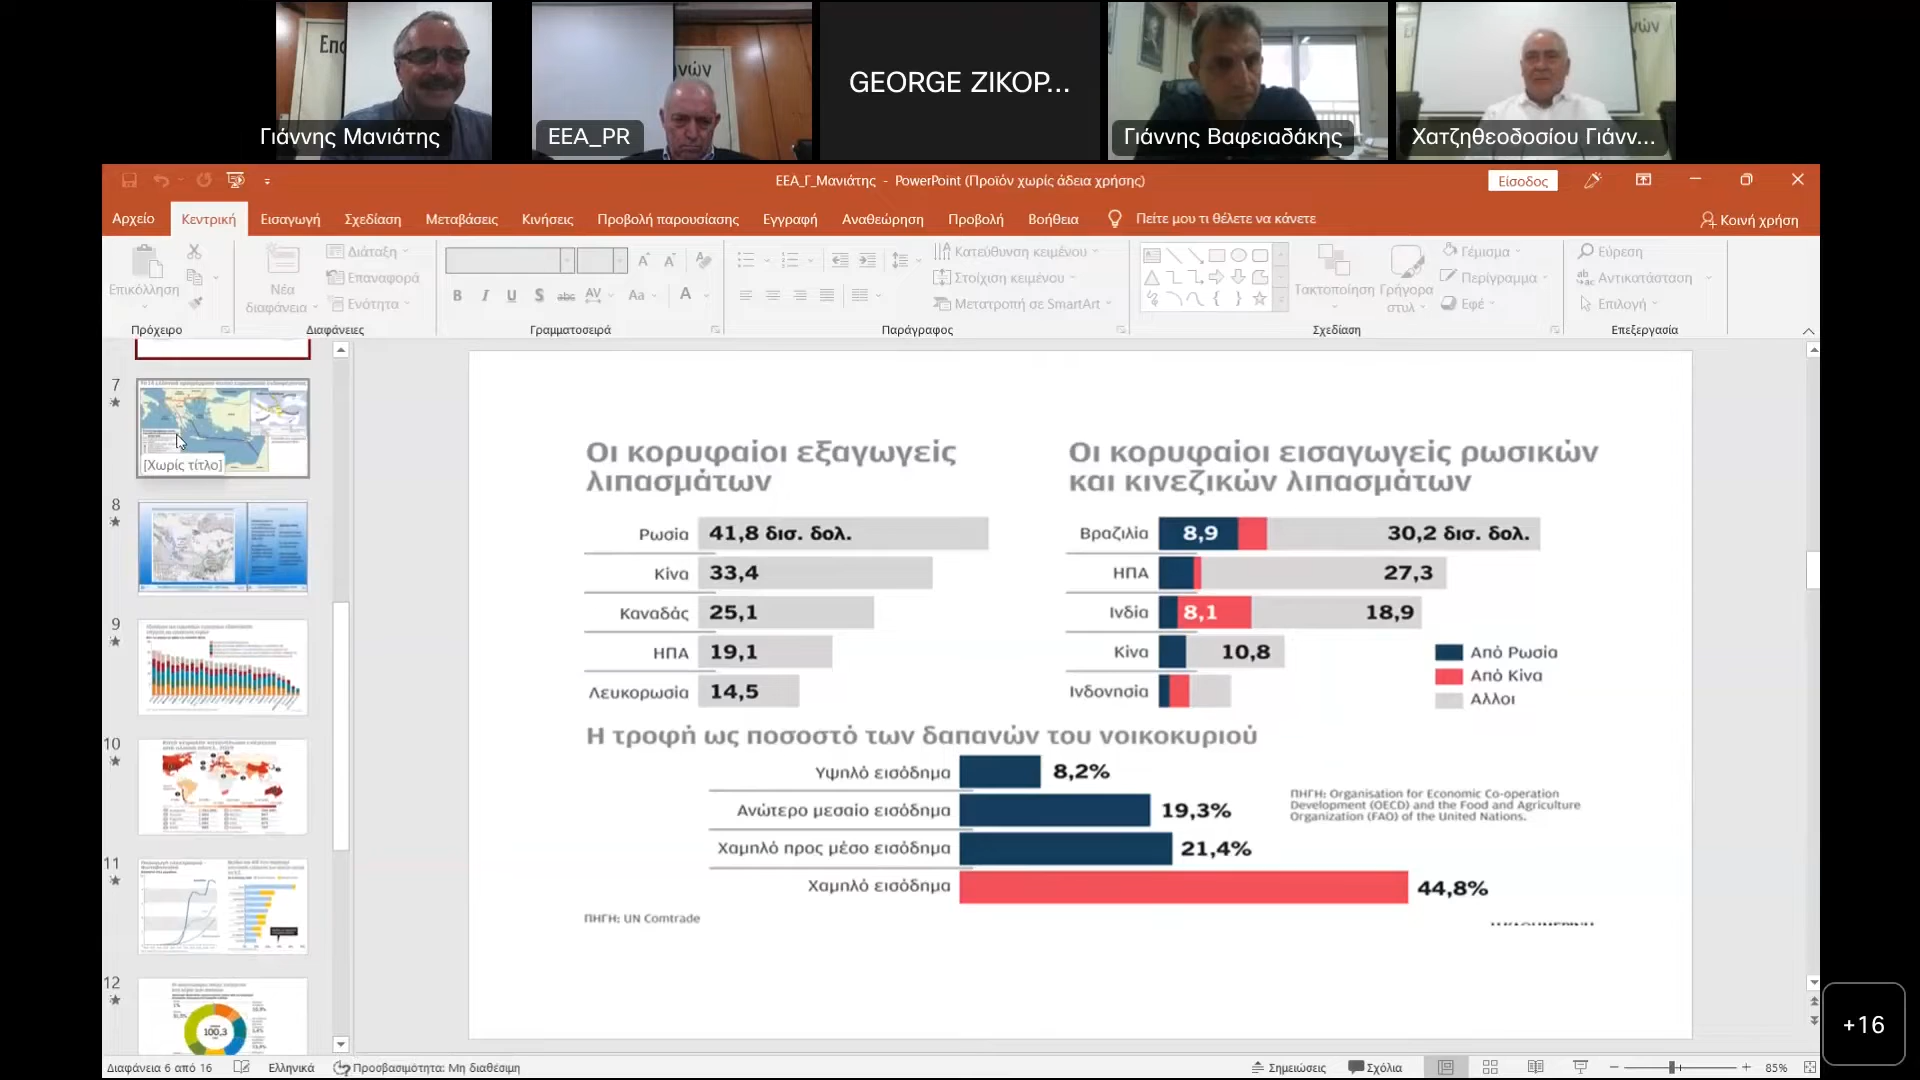 GEORGE ZIKOP...
Γιάννης Μανιάτης
EEA_PR
Γιάννης Βαφειαδάκης
Χατζηθεοδοσίου Γιάνν...
ΕΕΑ_Γ_Μανιάτης - PowerPoint (Προϊόν χωρίς άδεια χρήσης)
Είσοδος
Αρχείο
Κεντρική
Εισαγωγή
Σχεδίαση
Μεταβάσεις
Κινήσεις
Προβολή παρουσίασης
Εγγραφή
Αναθεώρηση
Προβολή
Βοήθεια
Πείτε μου τι θέλετε να κάνετε
Κοινή χρήση
Επικόλληση
Νέα
διαφάνεια
Διάταξη
Επαναφορά
Ενότητα
Κατεύθυνση κειμένου
Στοίχιση κειμένου
Μετατροπή σε SmartArt
Τακτοποίηση
Γρήγορα
στυλ
Γέμισμα
Περίγραμμα
Εφέ
Εύρεση
Αντικατάσταση
Επιλογή
Πρόχειρο
Διαφάνειες
Γραμματοσειρά
Παράγραφος
Σχεδίαση
Επεξεργασία
7
[Χωρίς τίτλο]
8
9
10
11
12
100,3
Οι κορυφαίοι εξαγωγείς
λιπασμάτων
Ρωσία 41,8 δισ. δολ.
Κίνα 33,4
Καναδάς 25,1
ΗΠΑ 19,1
Λευκορωσία 14,5
Οι κορυφαίοι εισαγωγείς ρωσικών
και κινεζικών λιπασμάτων
Βραζιλία 8,9 30,2 δισ. δολ.
ΗΠΑ 27,3
Ινδία 8,1 18,9
Κίνα 10,8
Ινδονησία
Από Ρωσία
Από Κίνα
Αλλοι
Η τροφή ως ποσοστό των δαπανών του νοικοκυριού
Υψηλό εισόδημα 8,2%
Ανώτερο μεσαίο εισόδημα 19,3%
Χαμηλό προς μέσο εισόδημα 21,4%
Χαμηλό εισόδημα 44,8%
ΠΗΓΗ: Organisation for Economic Co-operation
Development (OECD) and the Food and Agriculture
Organization (FAO) of the United Nations.
ΠΗΓΗ: UN Comtrade
+16
Διαφάνεια 6 από 16
Ελληνικά
Προσβασιμότητα: Μη διαθέσιμη
Σημειώσεις
Σχόλια
85%